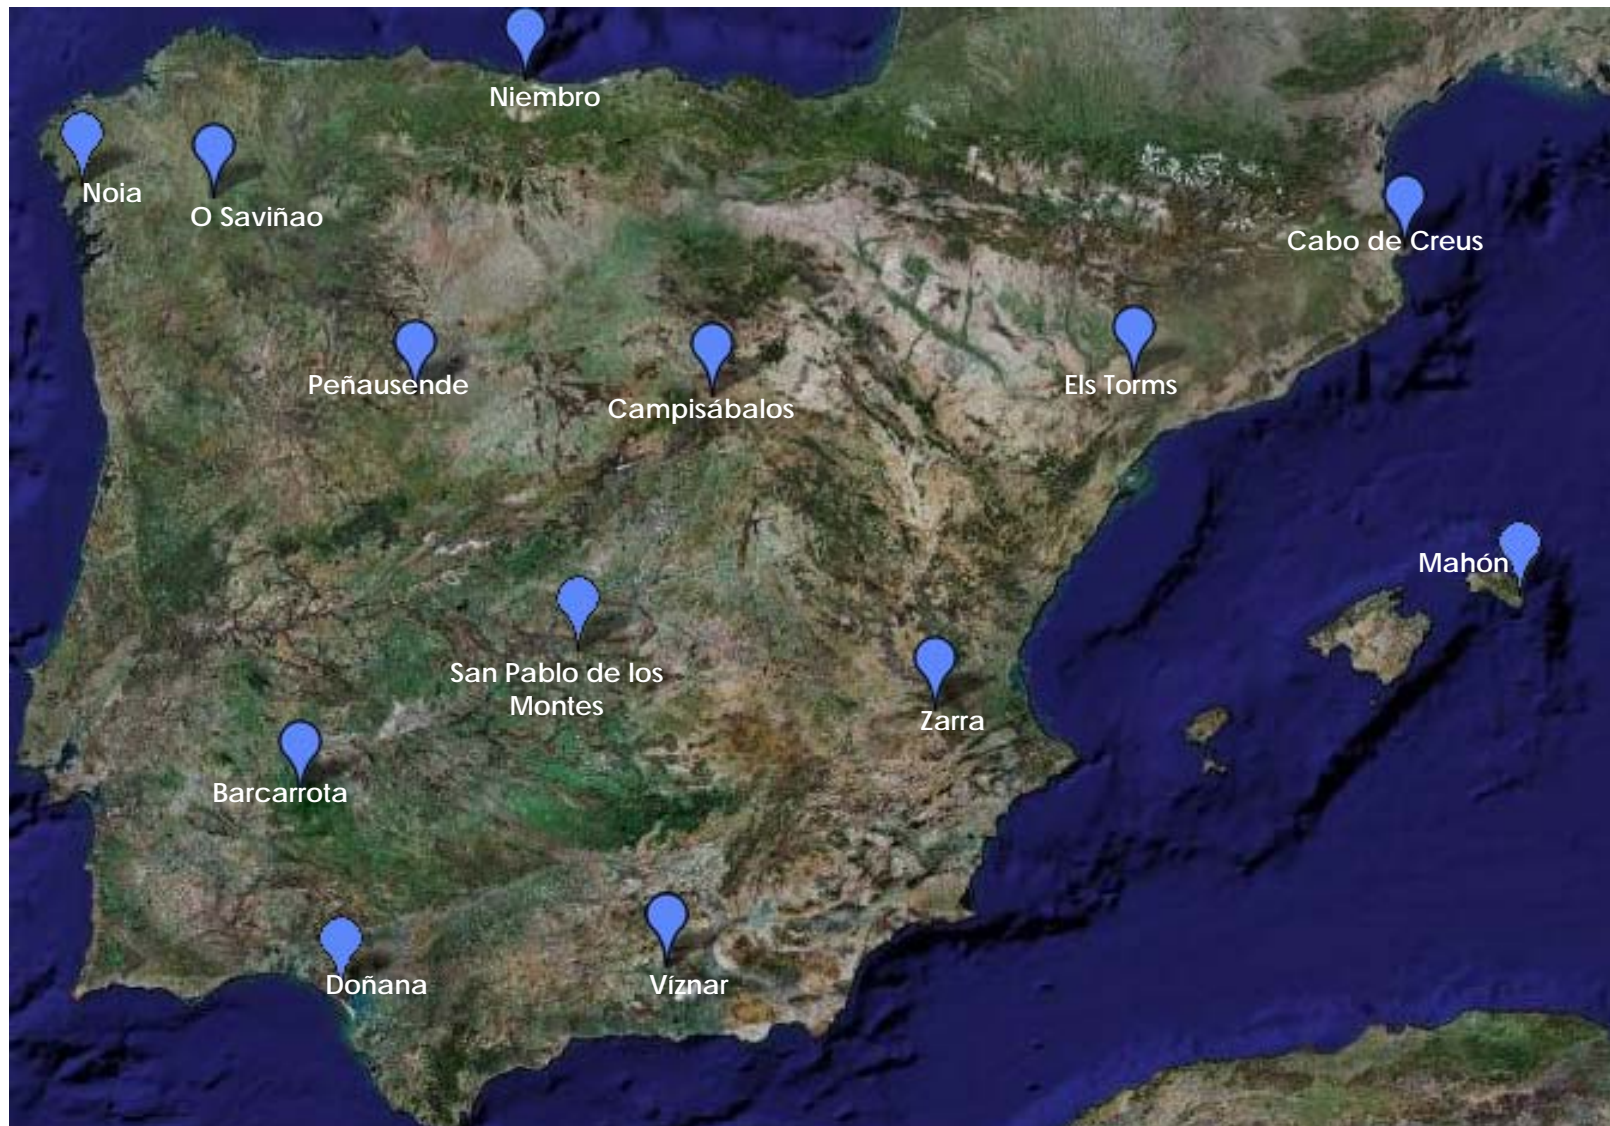 Niembro
Noia
O Saviñao
Cabo de Creus
Peñausende
Campisábalos
Els Torms
Mahón
San Pablo de los
Montes
Zarra
Barcarrota
Doñana
Víznar